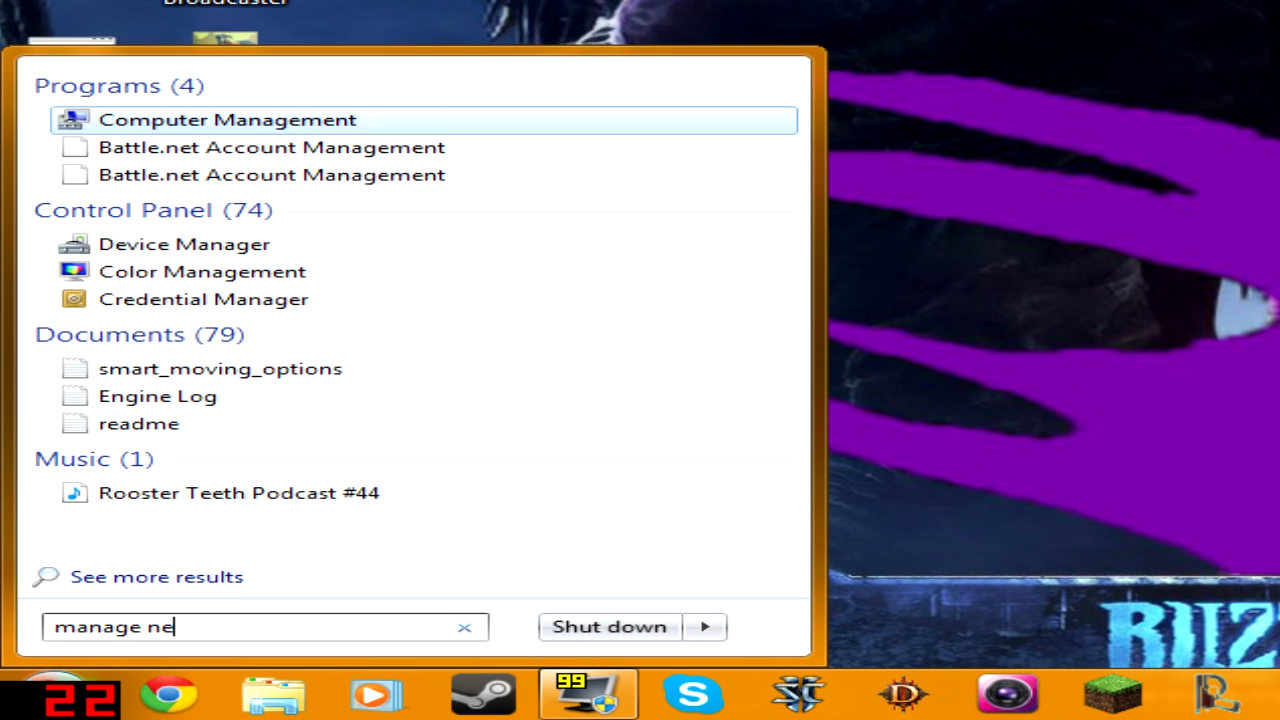 Broadcaster
Programs (4)
Computer Management
Battle.net Account Management
Battle.net Account Management
Control Panel (74)
Device Manager
Color Management
Credential Manager
Documents (79)
smart_moving_options
Engine Log
readme
Music (1)
Rooster Teeth Podcast #44
See more results
manage ne
Shut down
BLIZ
22
99